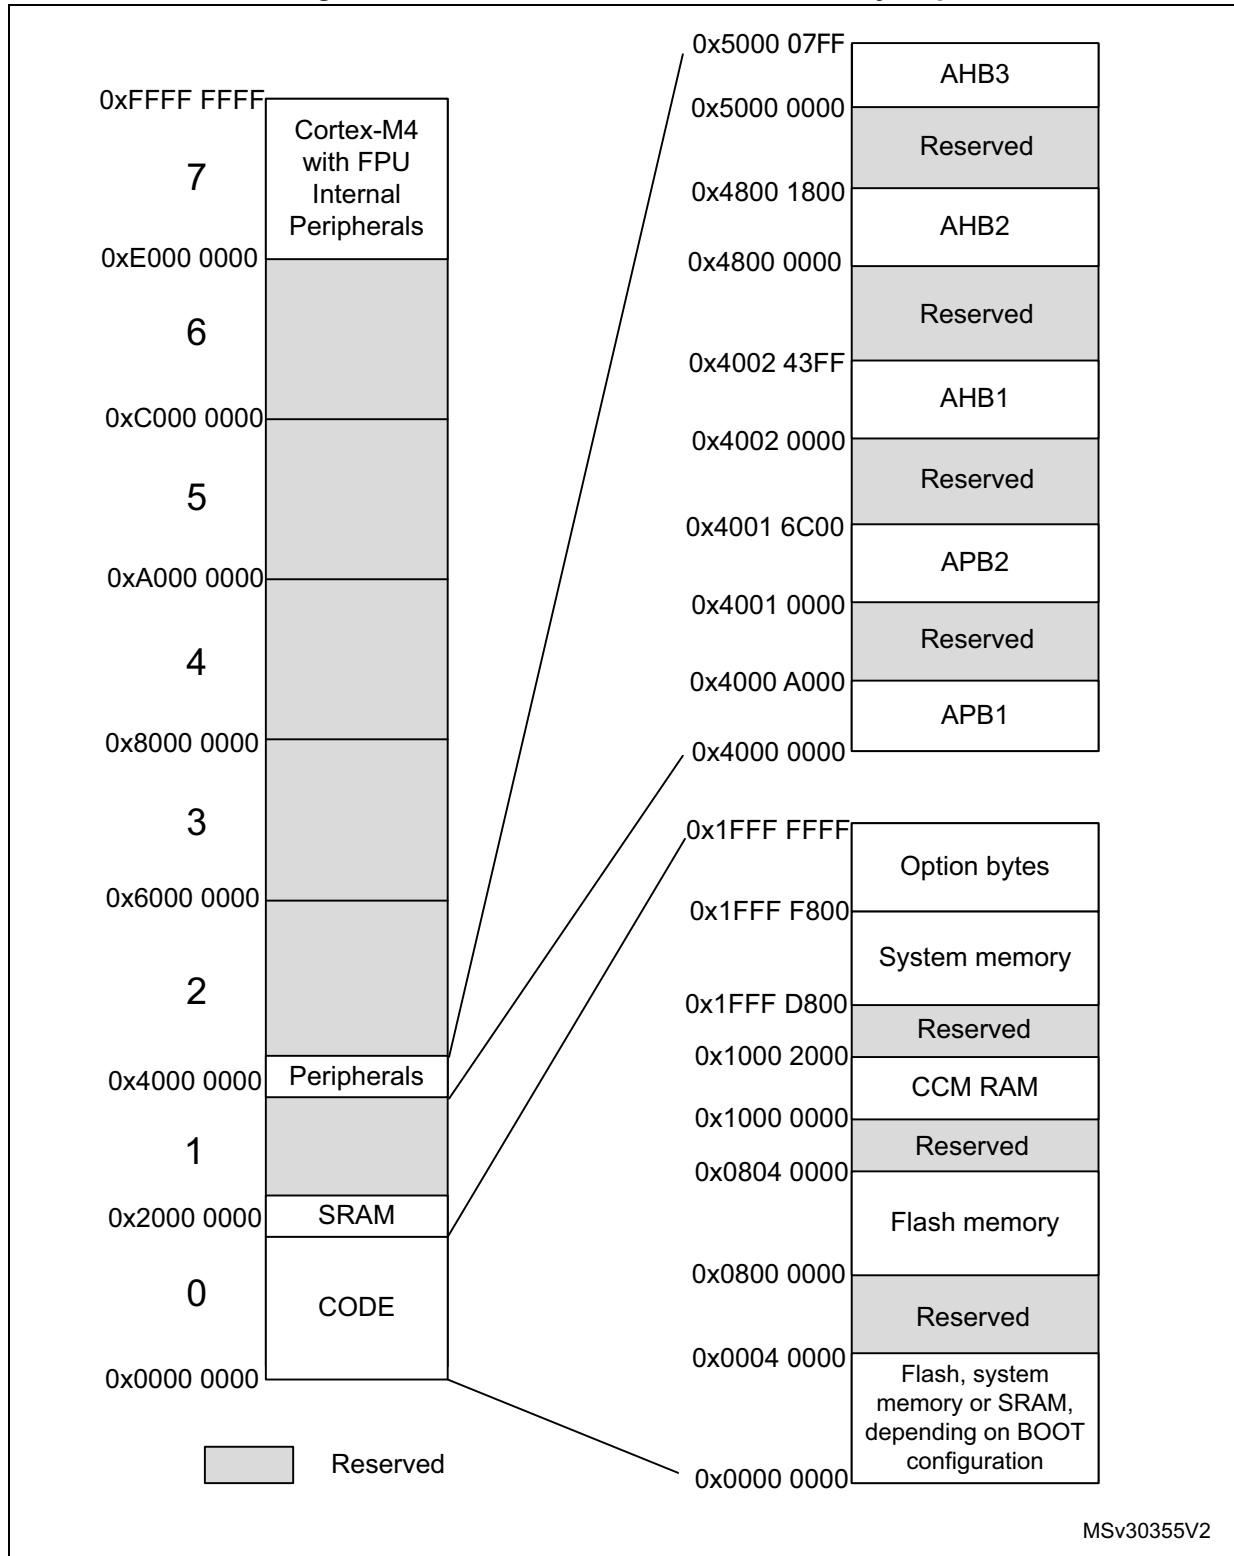 0xFFFF FFFF
Cortex-M4
with FPU
Internal
Peripherals
7
0xE000 0000
6
0xC000 0000
5
0xA000 0000
4
0x8000 0000
3
0x6000 0000
2
0x4000 0000
Peripherals
1
0x2000 0000
SRAM
0
CODE
0x0000 0000
Reserved
0x5000 07FF
AHB3
0x5000 0000
Reserved
0x4800 1800
AHB2
0x4800 0000
Reserved
0x4002 43FF
AHB1
0x4002 0000
Reserved
0x4001 6C00
APB2
0x4001 0000
Reserved
0x4000 A000
APB1
0x4000 0000
0x1FFF FFFF
Option bytes
0x1FFF F800
System memory
0x1FFF D800
Reserved
0x1000 2000
CCM RAM
0x1000 0000
Reserved
0x0804 0000
Flash memory
0x0800 0000
Reserved
0x0004 0000
Flash, system
memory or SRAM,
depending on BOOT
configuration
0x0000 0000
MSv30355V2